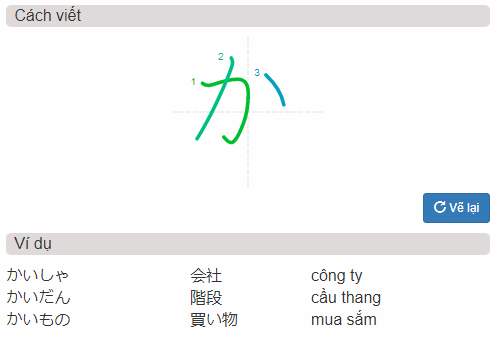 Cách viết
1 2 3
か
Vẽ lại
Ví dụ
かいしゃ 会社 công ty
かいだん 階段 cầu thang
かいもの 買い物 mua sắm